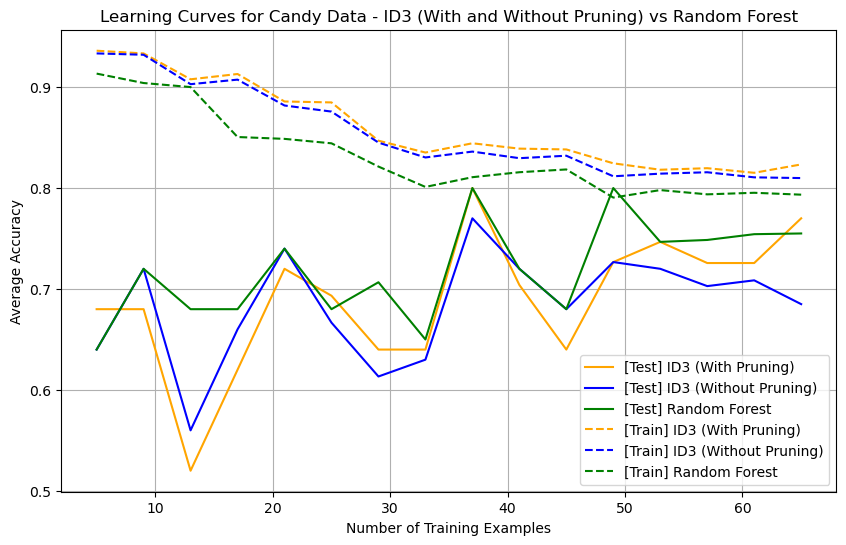 Learning Curves for Candy Data - ID3 (With and Without Pruning) vs Random Forest
Average Accuracy
0.9
0.8
0.7
0.6
0.5
[Test] ID3 (With Pruning)
[Test] ID3 (Without Pruning)
[Test] Random Forest
[Train] ID3 (With Pruning)
[Train] ID3 (Without Pruning)
[Train] Random Forest
10 20 30 40 50 60
Number of Training Examples